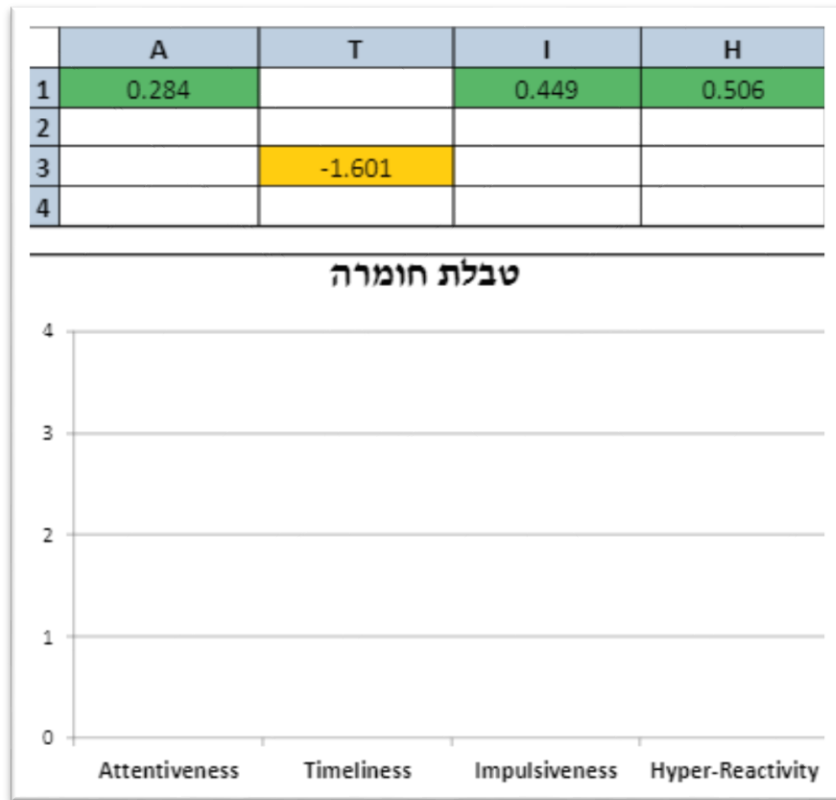 A T I H
1 0.284 0.449 0.506
2
3 -1.601
4
טבלת חומרה
4
3
2
1
0
Attentiveness Timeliness Impulsiveness Hyper-Reactivity